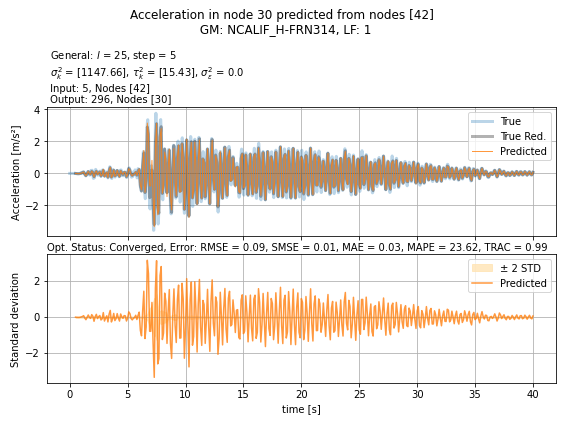 Acceleration in node 30 predicted from nodes [42]
GM: NCALIF_H-FRN314, LF: 1
General: l = 25, step = 5
σ²ₖ = [1147.66], τ²ₖ = [15.43], σ²_ε = 0.0
Input: 5, Nodes [42]
Output: 296, Nodes [30]
4
2
0
−2
Acceleration [m/s²]
True
True Red.
Predicted
Opt. Status: Converged, Error: RMSE = 0.09, SMSE = 0.01, MAE = 0.03, MAPE = 23.62, TRAC = 0.99
2
0
−2
Standard deviation
± 2 STD
Predicted
0 5 10 15 20 25 30 35 40
time [s]